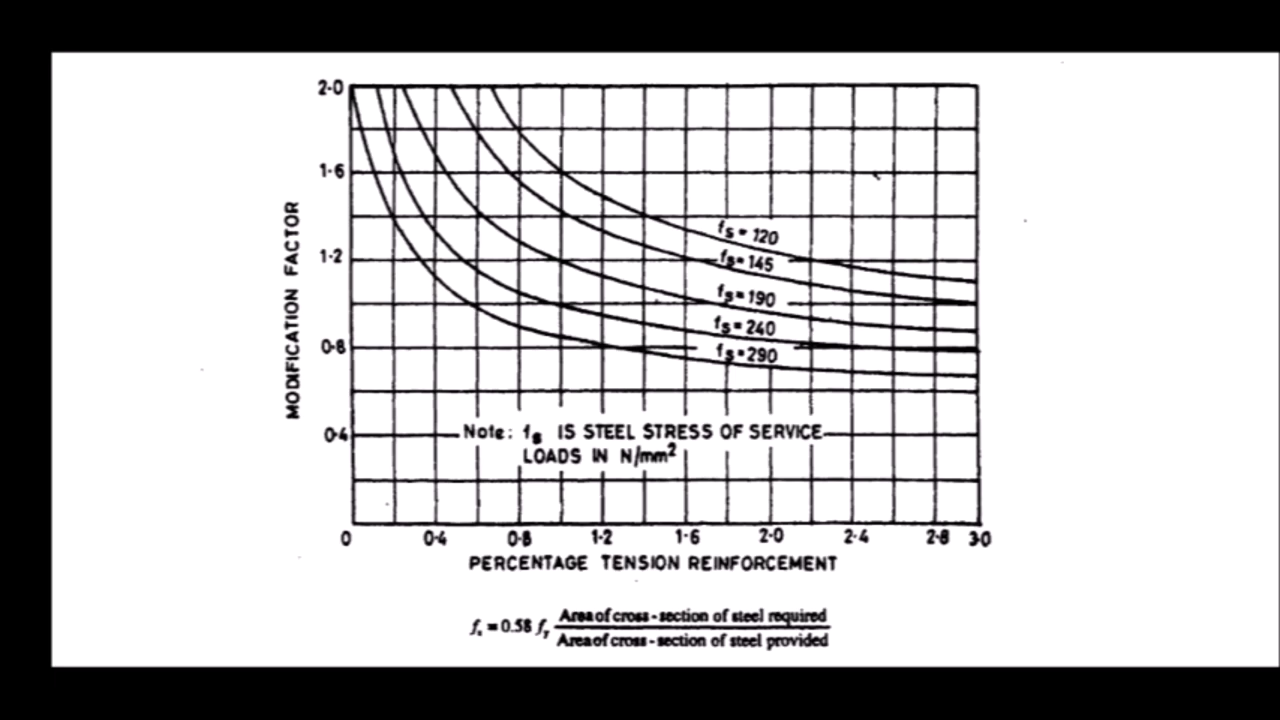 2·0
1·6
1·2
0·8
0·4
MODIFICATION FACTOR
fs = 120
fs = 145
fs = 190
fs = 240
fs = 290
Note: fs IS STEEL STRESS OF SERVICE
LOADS IN N/mm²
0 0·4 0·8 1·2 1·6 2·0 2·4 2·8 3·0
PERCENTAGE TENSION REINFORCEMENT
fs = 0.58 fy Area of cross-section of steel required
Area of cross-section of steel provided